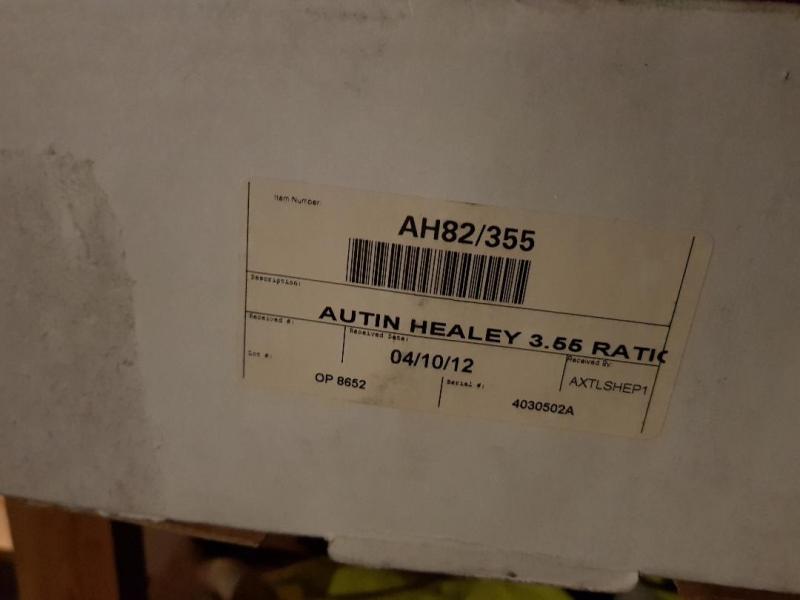 Item Number:
AH82/355
Description:
AUTIN HEALEY 3.55 RATIO
Received #:
Received Date:
04/10/12
Received By:
AXTLSHEP1
Lot #:
OP 8652
Serial #:
4030502A